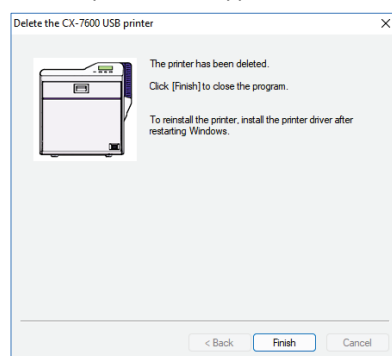 Delete the CX-7600 USB printer
The printer has been deleted.
Click [Finish] to close the program.
To reinstall the printer, install the printer driver after
restarting Windows.
< Back
Finish
Cancel